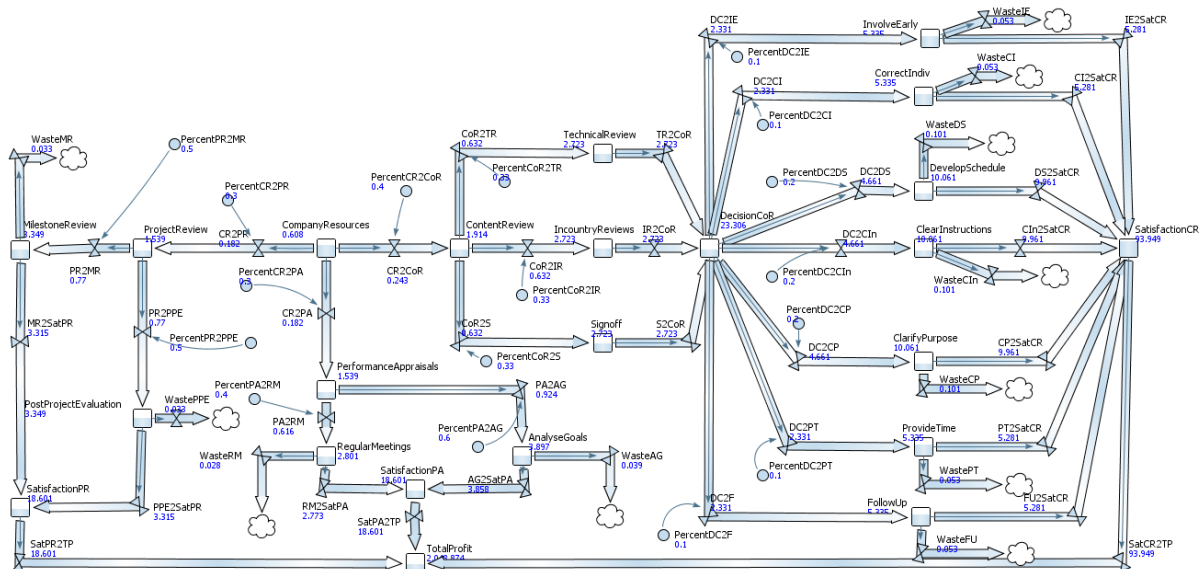 DC2IE
2.331
InvolveEarly
5.335
WasteIE
0.053
IE2SatCR
5.281
PercentDC2IE
0.1
DC2CI
2.331
CorrectIndiv
5.335
WasteCI
0.053
CI2SatCR
5.281
PercentDC2CI
0.1
WasteMR
0.033
PercentPR2MR
0.5
CoR2TR
0.632
TechnicalReview
2.723
TR2CoR
2.723
WasteDS
0.101
PercentCoR2TR
0.33
PercentDC2DS
0.2
DC2DS
4.661
DevelopSchedule
10.061
DS2SatCR
9.961
PercentCR2PR
0.3
PercentCR2CoR
0.4
MilestoneReview
3.349
ProjectReview
1.539
CR2PR
0.182
CompanyResources
0.608
ContentReview
1.914
IncountryReviews
2.723
IR2CoR
2.723
DecisionCoR
23.306
DC2CIn
4.661
ClearInstructions
10.061
CIn2SatCR
9.961
SatisfactionCR
93.949
PR2MR
0.77
PercentCR2PA
0.3
CR2CoR
0.243
CoR2IR
0.632
PercentCoR2IR
0.33
PercentDC2CIn
0.2
WasteCIn
0.101
MR2SatPR
3.315
PR2PPE
0.77
PercentPR2PPE
0.5
CR2PA
0.182
CoR2S
0.632
Signoff
2.723
S2CoR
2.723
PercentDC2CP
0.2
PercentCoR2S
0.33
DC2CP
4.661
ClarifyPurpose
10.061
CP2SatCR
9.961
PerformanceAppraisals
1.539
WasteCP
0.101
PercentPA2RM
0.4
PA2AG
0.924
PostProjectEvaluation
3.349
WastePPE
0.033
PA2RM
0.616
PercentPA2AG
0.6
DC2PT
2.331
ProvideTime
5.335
PT2SatCR
5.281
WasteRM
0.028
RegularMeetings
2.801
AnalyseGoals
3.897
WasteAG
0.039
PercentDC2PT
0.1
WastePT
0.053
SatisfactionPR
18.601
PPE2SatPR
3.315
SatisfactionPA
18.601
RM2SatPA
2.773
AG2SatPA
3.858
DC2F
2.331
FollowUp
5.335
FU2SatCR
5.281
PercentDC2F
0.1
SatPR2TP
18.601
SatPA2TP
18.601
WasteFU
0.053
SatCR2TP
93.949
TotalProfit